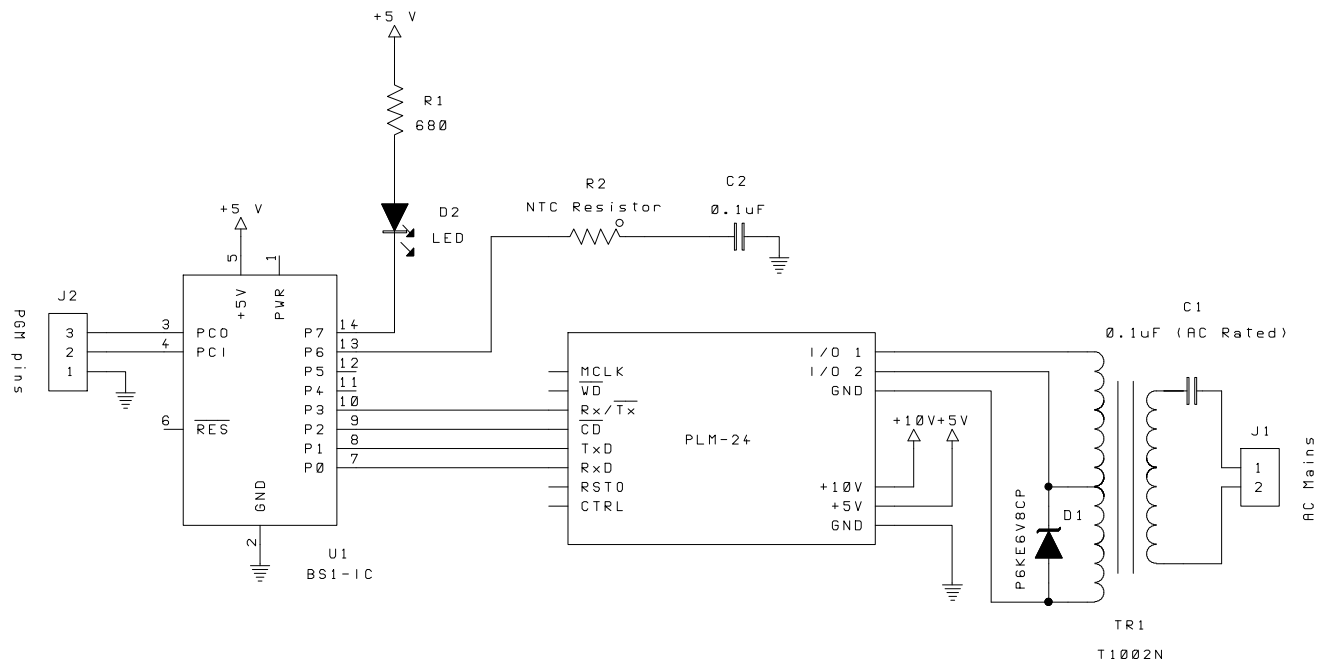 +5 V
R1
680
R2
NTC Resistor
C2
0.1uF
D2
LED
+5 V
5
1
+5V
PWR
J2
PGM pins
3
2
1
3
4
PC0
PCI
6
RES
GND
2
P7
P6
P5
P4
P3
P2
P1
P0
14
13
12
11
10
9
8
7
U1
BS1-IC
MCLK
WD
Rx/Tx
CD
TxD
RxD
RSTO
CTRL
PLM-24
I/O 1
I/O 2
GND
+10V
+5V
GND
+10V+5V
D1
P6KE6V8CP
C1
0.1uF (AC Rated)
J1
1
2
AC Mains
TR1
T1002N